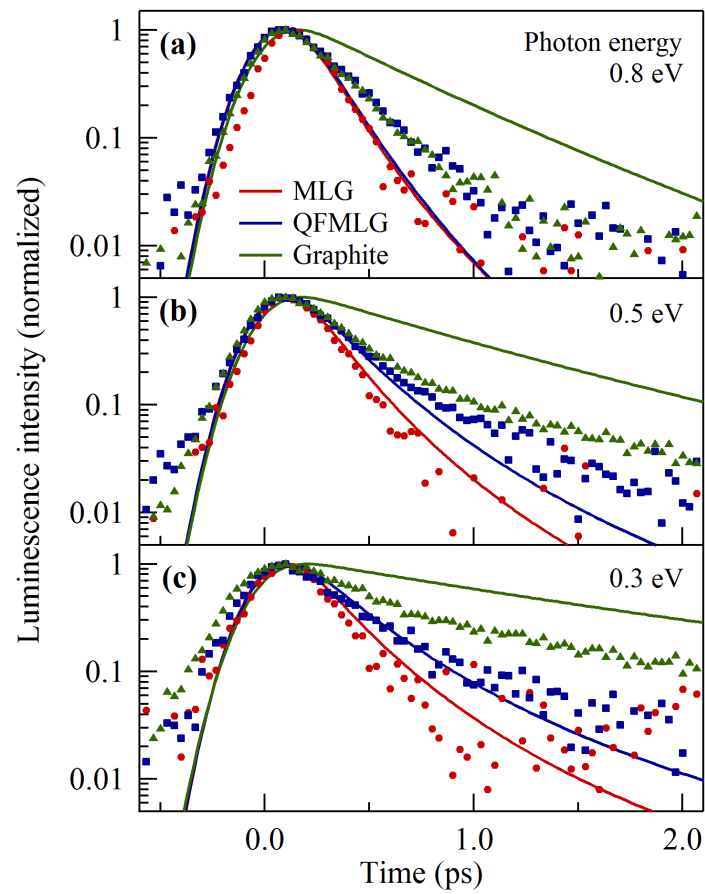 (a)
Photon energy
0.8 eV
1
0.1
0.01
MLG
QFMLG
Graphite
(b)
0.5 eV
1
0.1
0.01
(c)
0.3 eV
1
0.1
0.01
Luminescence intensity (normalized)
0.0
1.0
2.0
Time (ps)